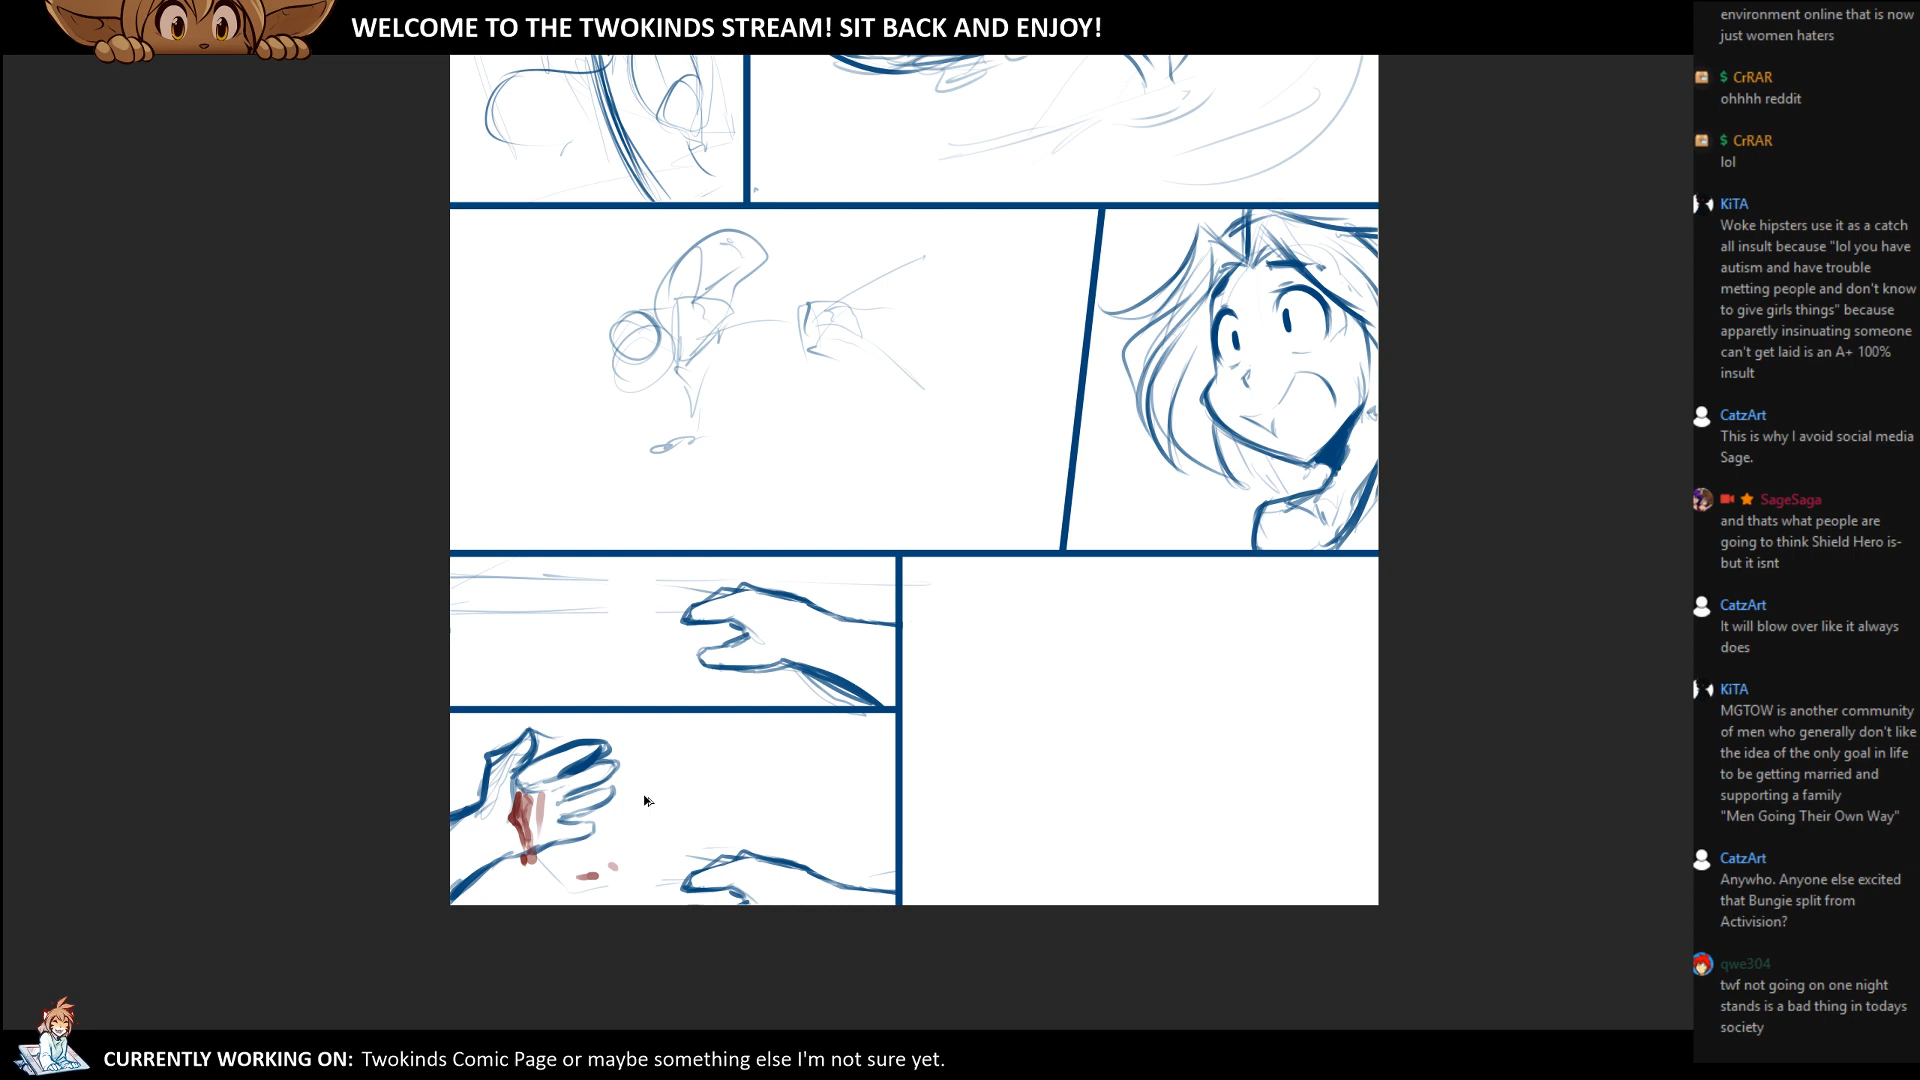 WELCOME TO THE TWOKINDS STREAM! SIT BACK AND ENJOY!
environment online that is now
just women haters
$ CrRAR
ohhhh reddit
$ CrRAR
lol
KiTA
Woke hipsters use it as a catch
all insult because "lol you have
autism and have trouble
metting people and don't know
to give girls things" because
apparetly insinuating someone
can't get laid is an A+ 100%
insult
CatzArt
This is why I avoid social media
Sage.
SageSaga
and thats what people are
going to think Shield Hero is-
but it isnt
CatzArt
It will blow over like it always
does
KiTA
MGTOW is another community
of men who generally don't like
the idea of the only goal in life
to be getting married and
supporting a family
"Men Going Their Own Way"
CatzArt
Anywho. Anyone else excited
that Bungie split from
Activision?
qwe304
twf not going on one night
stands is a bad thing in todays
society
CURRENTLY WORKING ON: Twokinds Comic Page or maybe something else I'm not sure yet.